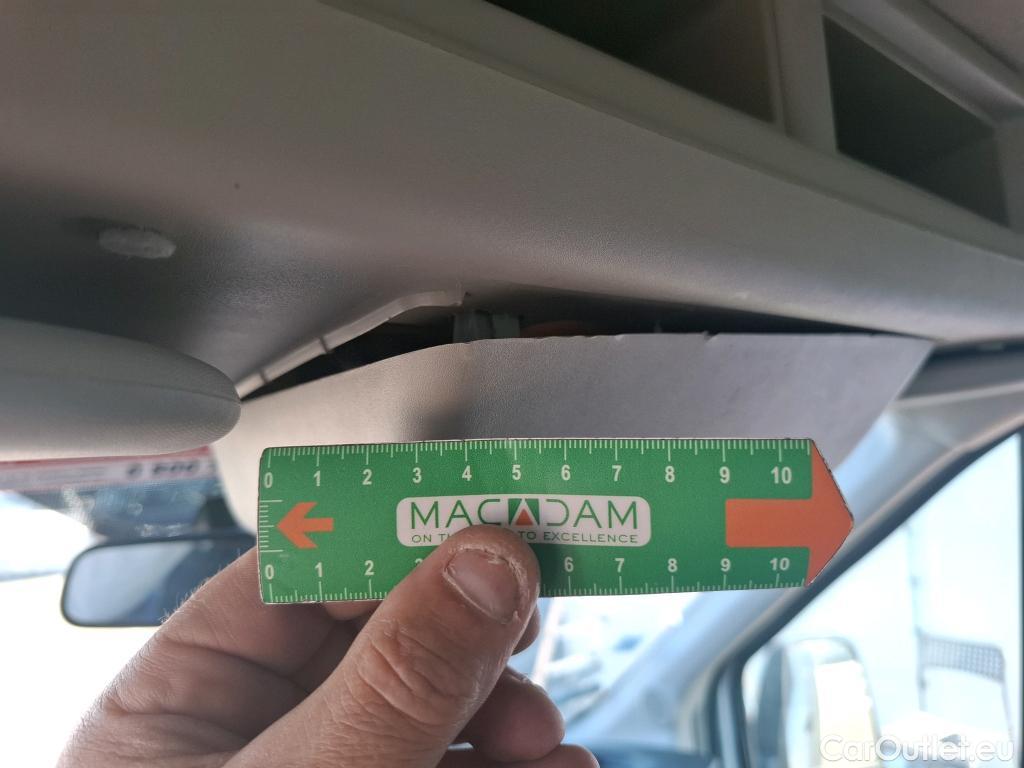 0 1 2 3 4 5 6 7 8 9 10
MACADAM
ON TH TO EXCELLENCE
0 1 2 3 6 7 8 9 10
CarOutlet.eu